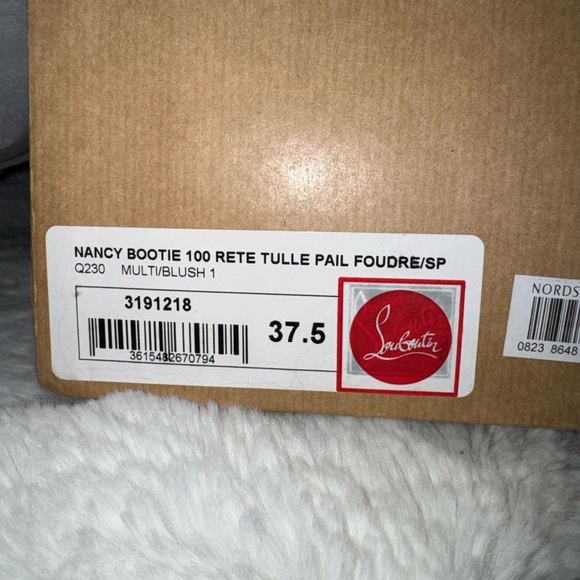 NANCY BOOTIE 100 RETE TULLE PAIL FOUDRE/SP
Q230 MULTI/BLUSH 1
3191218
37.5
3615482670794
Louboutin
NORDS
0823 8648